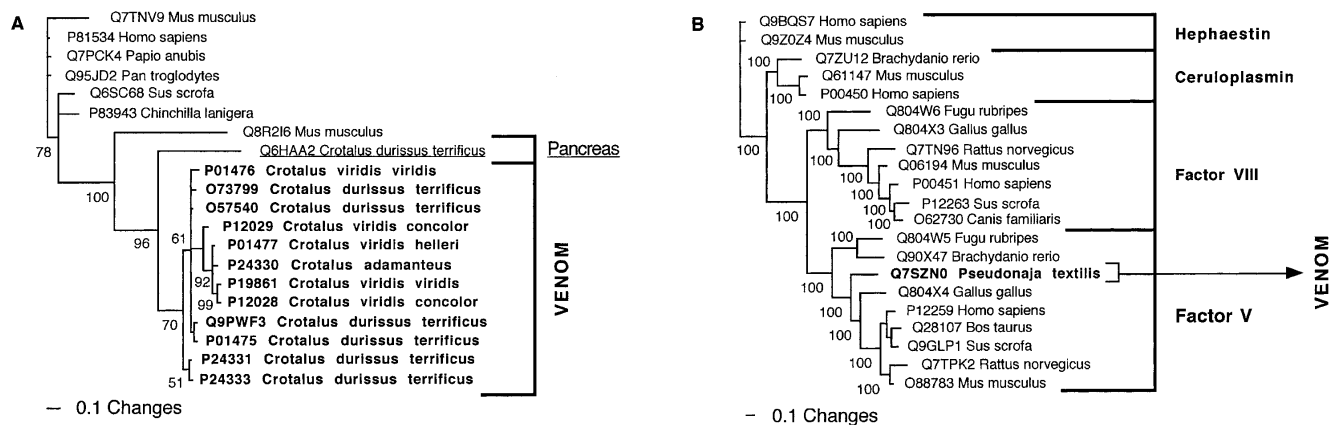 A
Q7TNV9 Mus musculus
P81534 Homo sapiens
Q7PCK4 Papio anubis
Q95JD2 Pan troglodytes
Q6SC68 Sus scrofa
P83943 Chinchilla lanigera
78
Q8R2I6 Mus musculus
Q6HAA2 Crotalus durissus terrificus
Pancreas
100
P01476 Crotalus viridis viridis
O73799 Crotalus durissus terrificus
O57540 Crotalus durissus terrificus
P12029 Crotalus viridis concolor
61
96
P01477 Crotalus viridis helleri
P24330 Crotalus adamanteus
92
P19861 Crotalus viridis viridis
99
P12028 Crotalus viridis concolor
70
Q9PWF3 Crotalus durissus terrificus
P01475 Crotalus durissus terrificus
P24331 Crotalus durissus terrificus
51
P24333 Crotalus durissus terrificus
VENOM
0.1 Changes
B
Q9BQS7 Homo sapiens
Q9Z0Z4 Mus musculus
Hephaestin
100
Q7ZU12 Brachydanio rerio
Q61147 Mus musculus
Ceruloplasmin
100
P00450 Homo sapiens
100
Q804W6 Fugu rubripes
100
Q804X3 Gallus gallus
Q7TN96 Rattus norvegicus
100
Q06194 Mus musculus
Factor VIII
100
P00451 Homo sapiens
100
P12263 Sus scrofa
100
100
O62730 Canis familiaris
100
Q804W5 Fugu rubripes
100
Q90X47 Brachydanio rerio
Q7SZN0 Pseudonaja textilis
100
Q804X4 Gallus gallus
100
P12259 Homo sapiens
Factor V
Q28107 Bos taurus
Q9GLP1 Sus scrofa
100
Q7TPK2 Rattus norvegicus
100
O88783 Mus musculus
VENOM
0.1 Changes